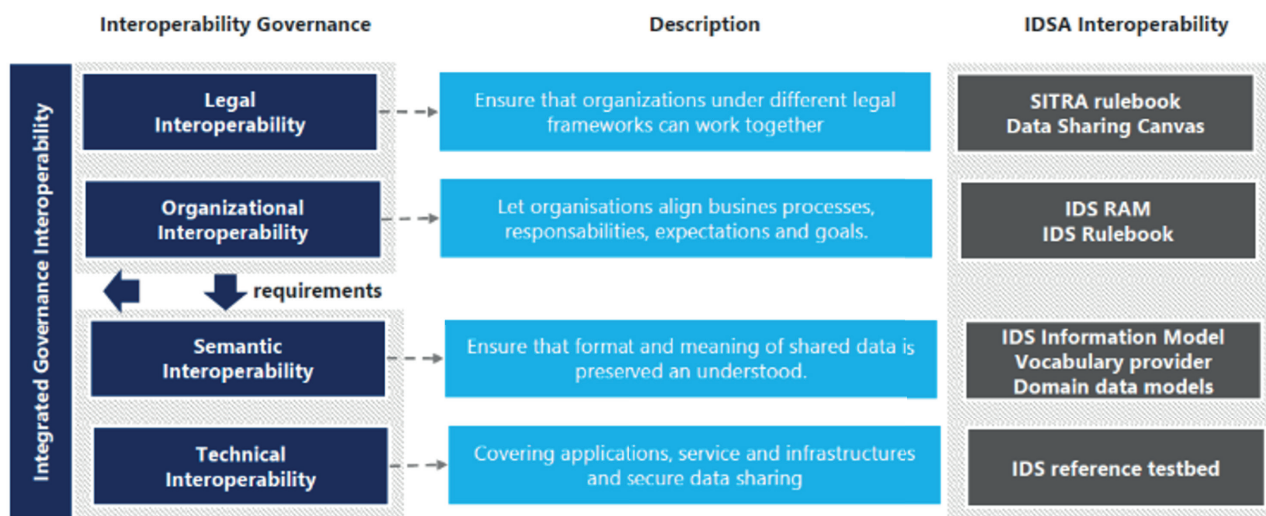 Interoperability Governance
Description
IDSA Interoperability
Integrated Governance Interoperability
Legal
Interoperability
Ensure that organizations under different legal
frameworks can work together
SITRA rulebook
Data Sharing Canvas
Organizational
Interoperability
Let organisations align busines processes,
responsabilities, expectations and goals.
IDS RAM
IDS Rulebook
requirements
Semantic
Interoperability
Ensure that format and meaning of shared data is
preserved an understood.
IDS Information Model
Vocabulary provider
Domain data models
Technical
Interoperability
Covering applications, service and infrastructures
and secure data sharing
IDS reference testbed